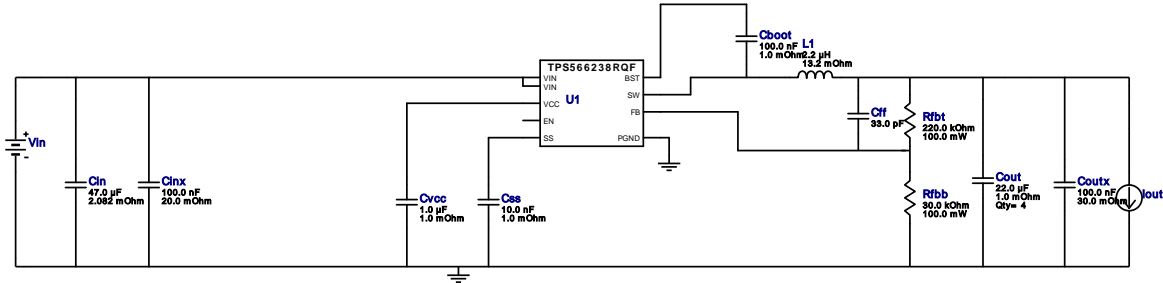 Cboot
100.0 nF
1.0 mOhm
L1
2.2 µH
13.2 mOhm
TPS566238RQF
VIN
VIN
VCC
EN
SS
U1
BST
SW
FB
PGND
+
Vin
-
Cin
47.0 µF
2.082 mOhm
Cinx
100.0 nF
20.0 mOhm
Cvcc
1.0 µF
1.0 mOhm
Css
10.0 nF
1.0 mOhm
Cff
33.0 pF
Rfbt
220.0 kOhm
100.0 mW
Rfbb
30.0 kOhm
100.0 mW
Cout
22.0 µF
1.0 mOhm
Qty= 4
Coutx
100.0 nF
30.0 mOhm
Iout